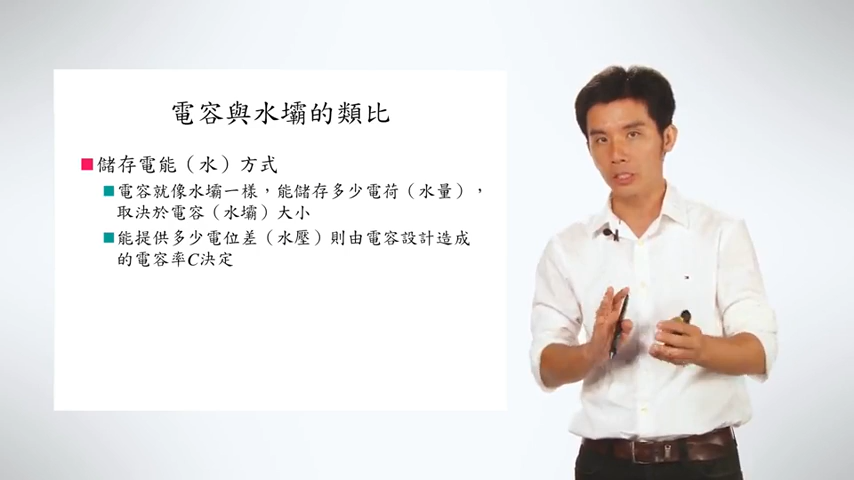 電容與水壩的類比
儲存電能（水）方式
電容就像水壩一樣，能儲存多少電荷（水量），
取決於電容（水壩）大小
能提供多少電位差（水壓）則由電容設計造成
的電容率C決定